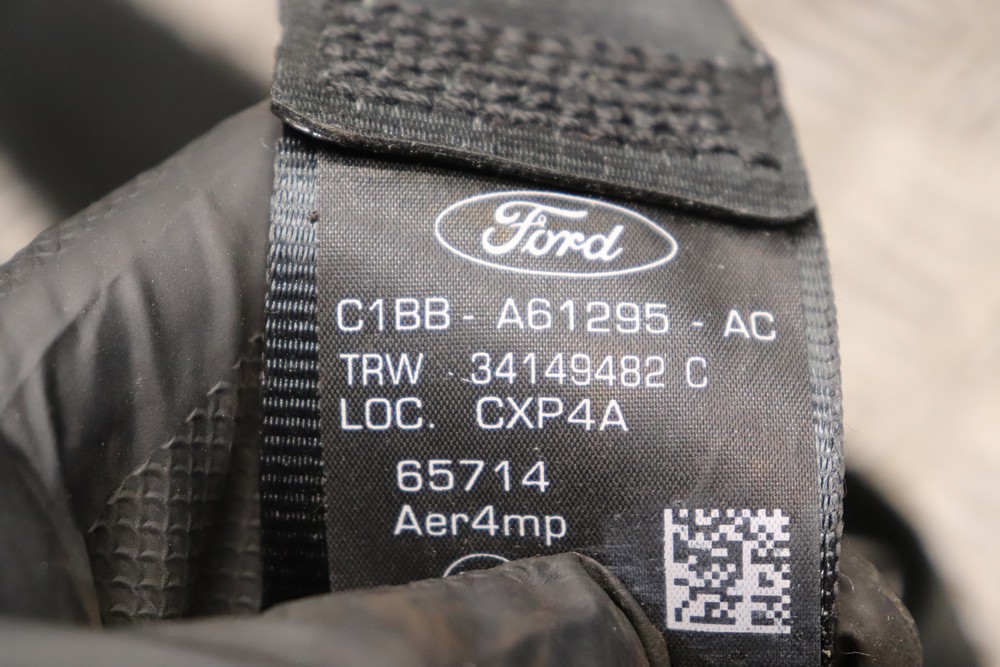 Ford
C1BB - A61295 - AC
TRW 34149482 C
LOC. CXP4A
65714
Aer4mp